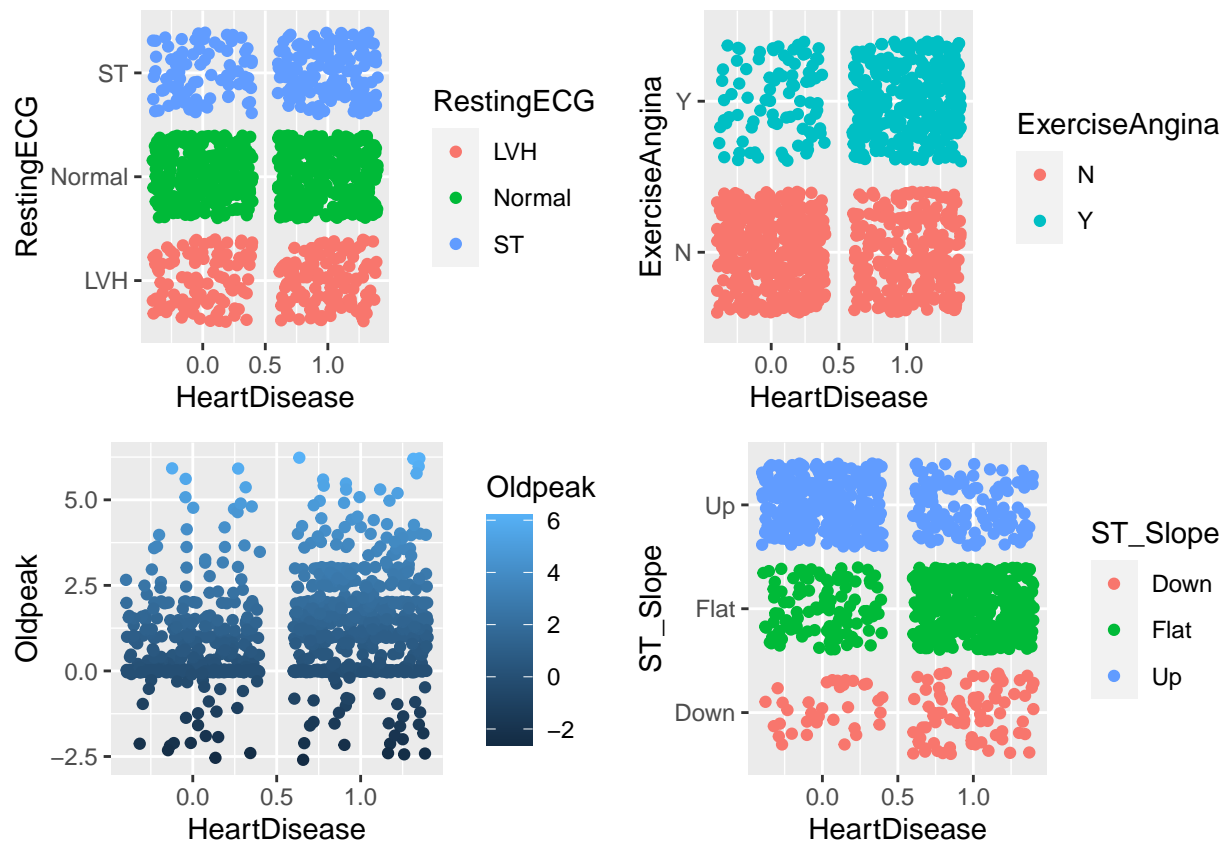 RestingECG
ST
Normal
LVH
0.0 0.5 1.0
HeartDisease
RestingECG
LVH
Normal
ST
ExerciseAngina
Y
N
0.0 0.5 1.0
HeartDisease
ExerciseAngina
N
Y
Oldpeak
5.0
2.5
0.0
−2.5
0.0 0.5 1.0
HeartDisease
Oldpeak
6
4
2
0
−2
ST_Slope
Up
Flat
Down
0.0 0.5 1.0
HeartDisease
ST_Slope
Down
Flat
Up